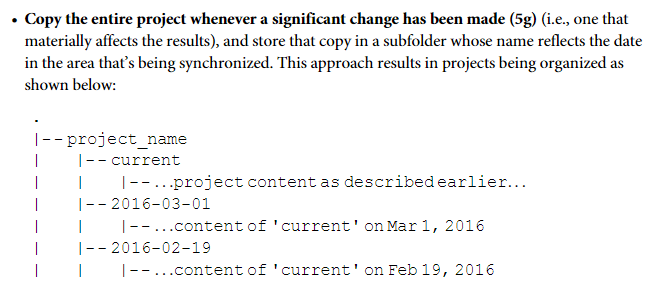 • Copy the entire project whenever a significant change has been made (5g) (i.e., one that
materially affects the results), and store that copy in a subfolder whose name reflects the date
in the area that’s being synchronized. This approach results in projects being organized as
shown below:
.
|--project_name
|   |--current
|   |   |--...project content as described earlier...
|   |--2016-03-01
|   |   |--...content of 'current' on Mar 1, 2016
|   |--2016-02-19
|   |   |--...content of 'current' on Feb 19, 2016